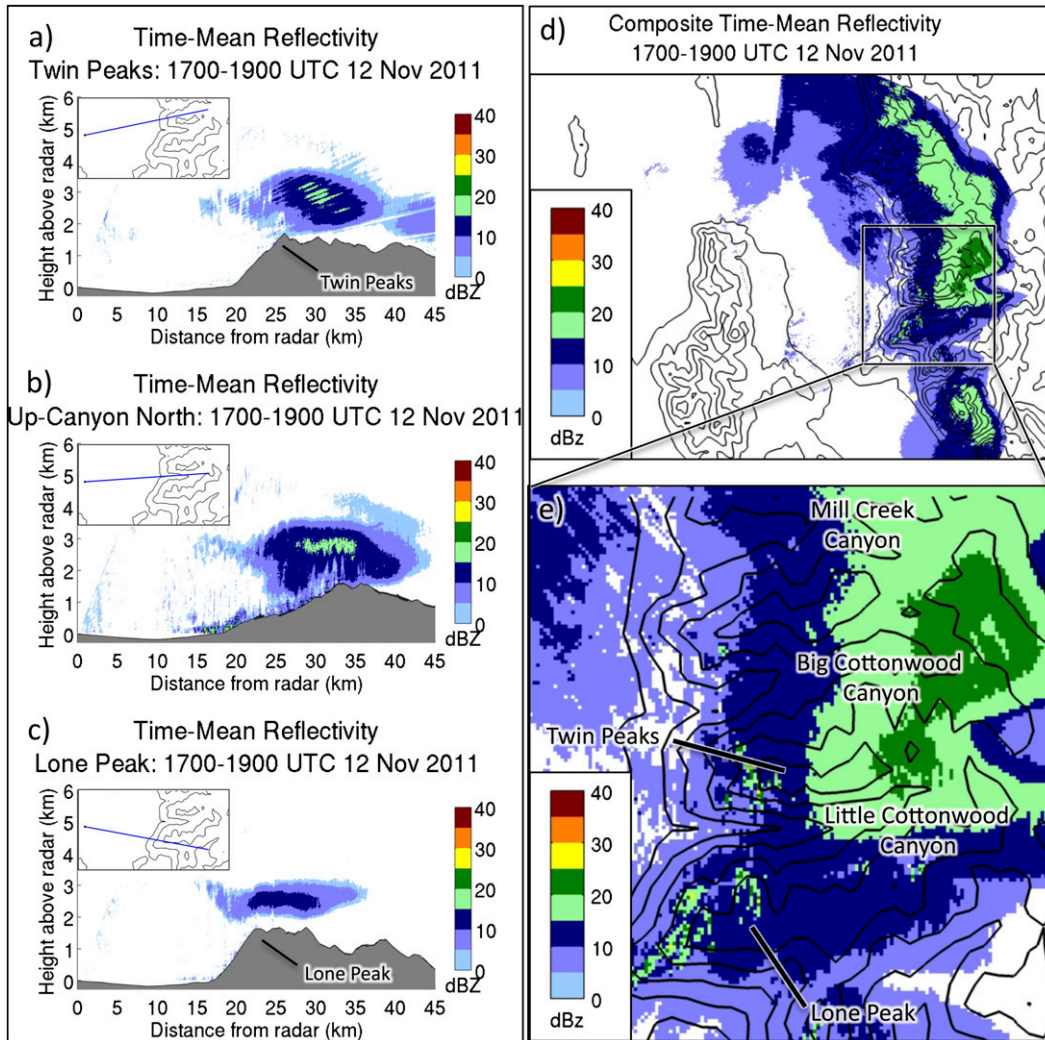 a)
Time-Mean Reflectivity
Twin Peaks: 1700-1900 UTC 12 Nov 2011
Height above radar (km)
6
5
4
3
2
1
0
Twin Peaks
0 5 10 15 20 25 30 35 40 45
Distance from radar (km)
40
30
20
10
0
dBZ
b)
Time-Mean Reflectivity
Up-Canyon North: 1700-1900 UTC 12 Nov 2011
Height above radar (km)
6
5
4
3
2
1
0
0 5 10 15 20 25 30 35 40 45
Distance from radar (km)
40
30
20
10
0
dBZ
c)
Time-Mean Reflectivity
Lone Peak: 1700-1900 UTC 12 Nov 2011
Height above radar (km)
6
5
4
3
2
1
0
Lone Peak
0 5 10 15 20 25 30 35 40 45
Distance from radar (km)
40
30
20
10
0
dBZ
d)
Composite Time-Mean Reflectivity
1700-1900 UTC 12 Nov 2011
40
30
20
10
0
dBz
e)
Mill Creek
Canyon
Big Cottonwood
Canyon
Twin Peaks
Little Cottonwood
Canyon
Lone Peak
40
30
20
10
0
dBz